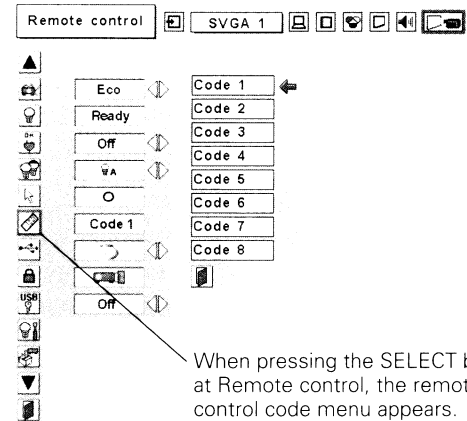 Remote control SVGA 1
Eco Code 1
Ready Code 2
Off Code 3
A Code 4
Code 5
Code 6
Code 1 Code 7
Code 8
USB
Off
When pressing the SELECT
at Remote control, the
control code menu appears.